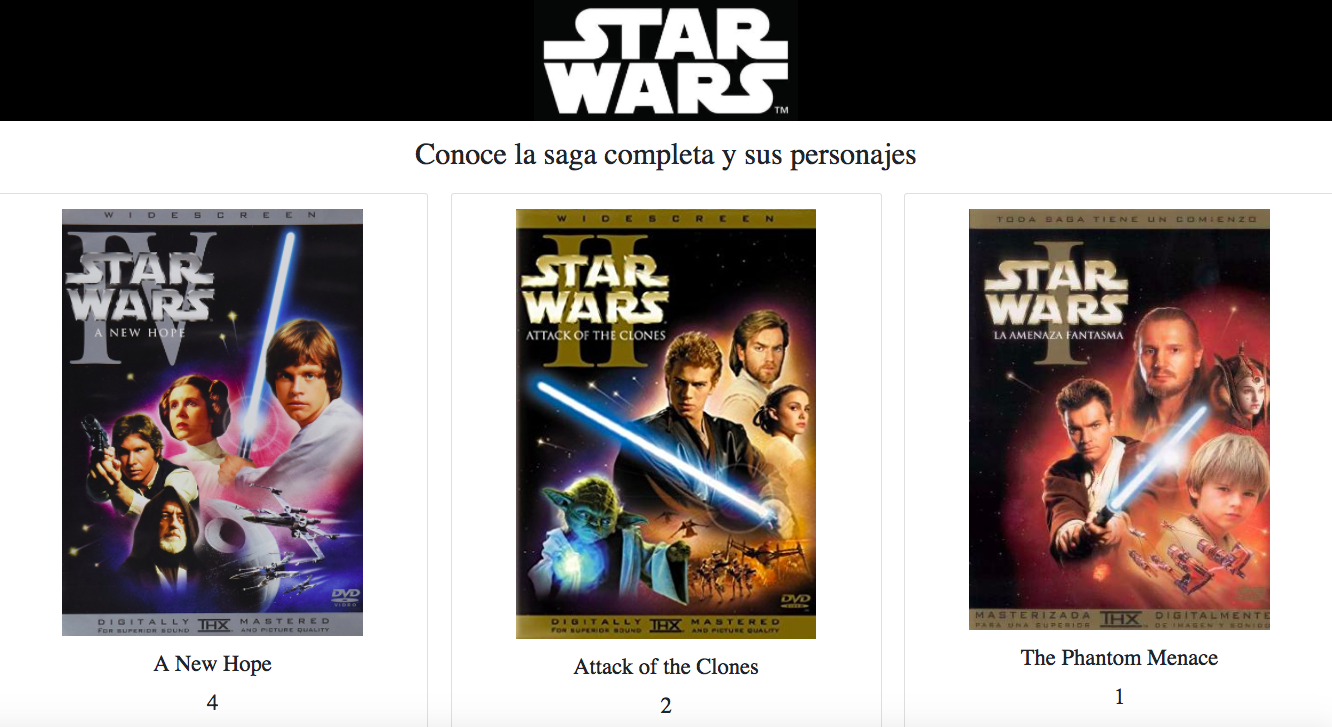 STAR
WARS
TM
Conoce la saga completa y sus personajes
WIDESCREEN
IV
STAR
WARS
A NEW HOPE
DVD
VIDEO
DIGITALLY THX MASTERED
FOR SUPERIOR SOUND AND PICTURE QUALITY
A New Hope
4
WIDESCREEN
II
STAR
WARS
ATTACK OF THE CLONES
DVD
VIDEO
DIGITALLY THX MASTERED
FOR SUPERIOR SOUND AND PICTURE QUALITY
Attack of the Clones
2
TODA SAGA TIENE UN COMIENZO
I
STAR
WARS
LA AMENAZA FANTASMA
MASTERIZADA THX DIGITALMENTE
PARA UNA SUPERIOR DE IMAGEN Y SONIDO
The Phantom Menace
1